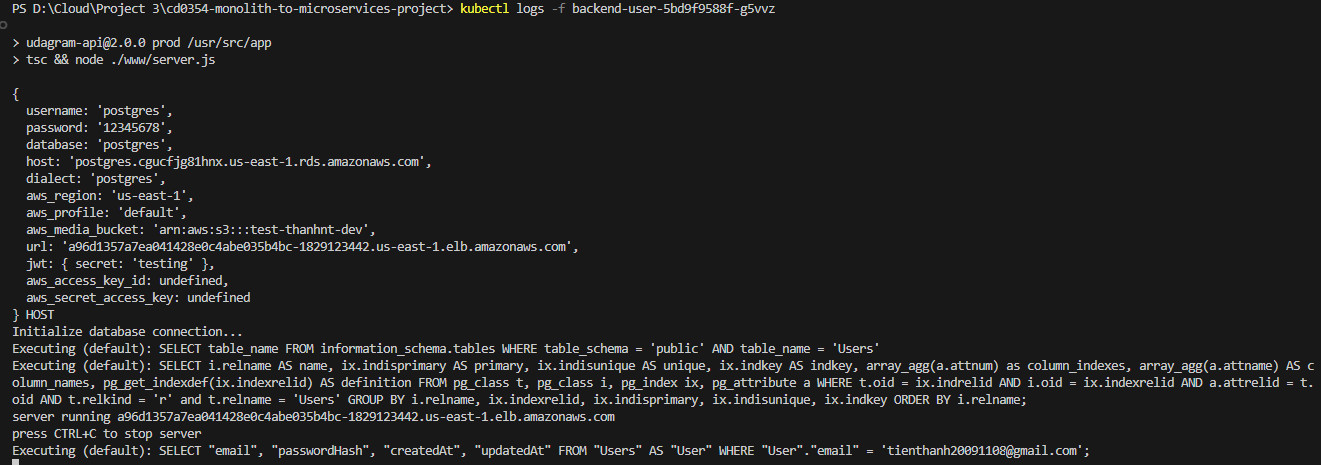 PS D:\Cloud\Project 3\cd0354-monolith-to-microservices-project> kubectl logs -f backend-user-5bd9f9588f-g5vvz
> udagram-api@2.0.0 prod /usr/src/app
> tsc && node ./www/server.js
{
  username: 'postgres',
  password: '12345678',
  database: 'postgres',
  host: 'postgres.cgucfjg81hnx.us-east-1.rds.amazonaws.com',
  dialect: 'postgres',
  aws_region: 'us-east-1',
  aws_profile: 'default',
  aws_media_bucket: 'arn:aws:s3:::test-thanhnt-dev',
  url: 'a96d1357a7ea041428e0c4abe035b4bc-1829123442.us-east-1.elb.amazonaws.com',
  jwt: { secret: 'testing' },
  aws_access_key_id: undefined,
  aws_secret_access_key: undefined
} HOST
Initialize database connection...
Executing (default): SELECT table_name FROM information_schema.tables WHERE table_schema = 'public' AND table_name = 'Users'
Executing (default): SELECT i.relname AS name, ix.indisprimary AS primary, ix.indisunique AS unique, ix.indkey AS indkey, array_agg(a.attnum) as column_indexes, array_agg(a.attname) AS c
olumn_names, pg_get_indexdef(ix.indexrelid) AS definition FROM pg_class t, pg_class i, pg_index ix, pg_attribute a WHERE t.oid = ix.indrelid AND i.oid = ix.indexrelid AND a.attrelid = t.
oid AND t.relkind = 'r' and t.relname = 'Users' GROUP BY i.relname, ix.indexrelid, ix.indisprimary, ix.indisunique, ix.indkey ORDER BY i.relname;
server running a96d1357a7ea041428e0c4abe035b4bc-1829123442.us-east-1.elb.amazonaws.com
press CTRL+C to stop server
Executing (default): SELECT "email", "passwordHash", "createdAt", "updatedAt" FROM "Users" AS "User" WHERE "User"."email" = 'tienthanh20091108@gmail.com';